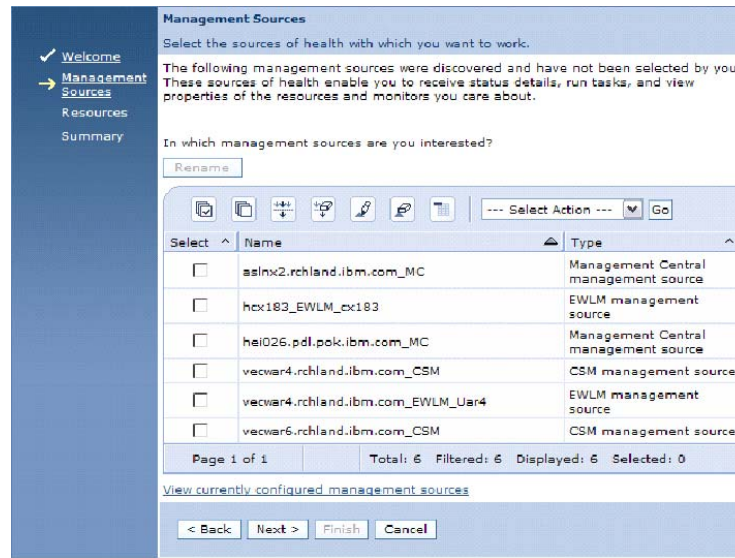 Welcome
Management
Sources
Resources
Summary
Management Sources
Select the sources of health with which you want to work.
The following management sources were discovered and have not been selected by you.
These sources of health enable you to receive status details, run tasks, and view
properties of the resources and monitors you care about.
In which management sources are you interested?
Rename
--- Select Action --- Go
Select Name Type
aslnx2.rchland.ibm.com_MC Management Central
management source
hcx183_EWLM_cx183 EWLM management
source
hei026.pdl.pok.ibm.com_MC Management Central
management source
vecwar4.rchland.ibm.com_CSM CSM management source
vecwar4.rchland.ibm.com_EWLM_Uar4 EWLM management
source
vecwar6.rchland.ibm.com_CSM CSM management source
Page 1 of 1 Total: 6 Filtered: 6 Displayed: 6 Selected: 0
View currently configured management sources
< Back Next > Finish Cancel